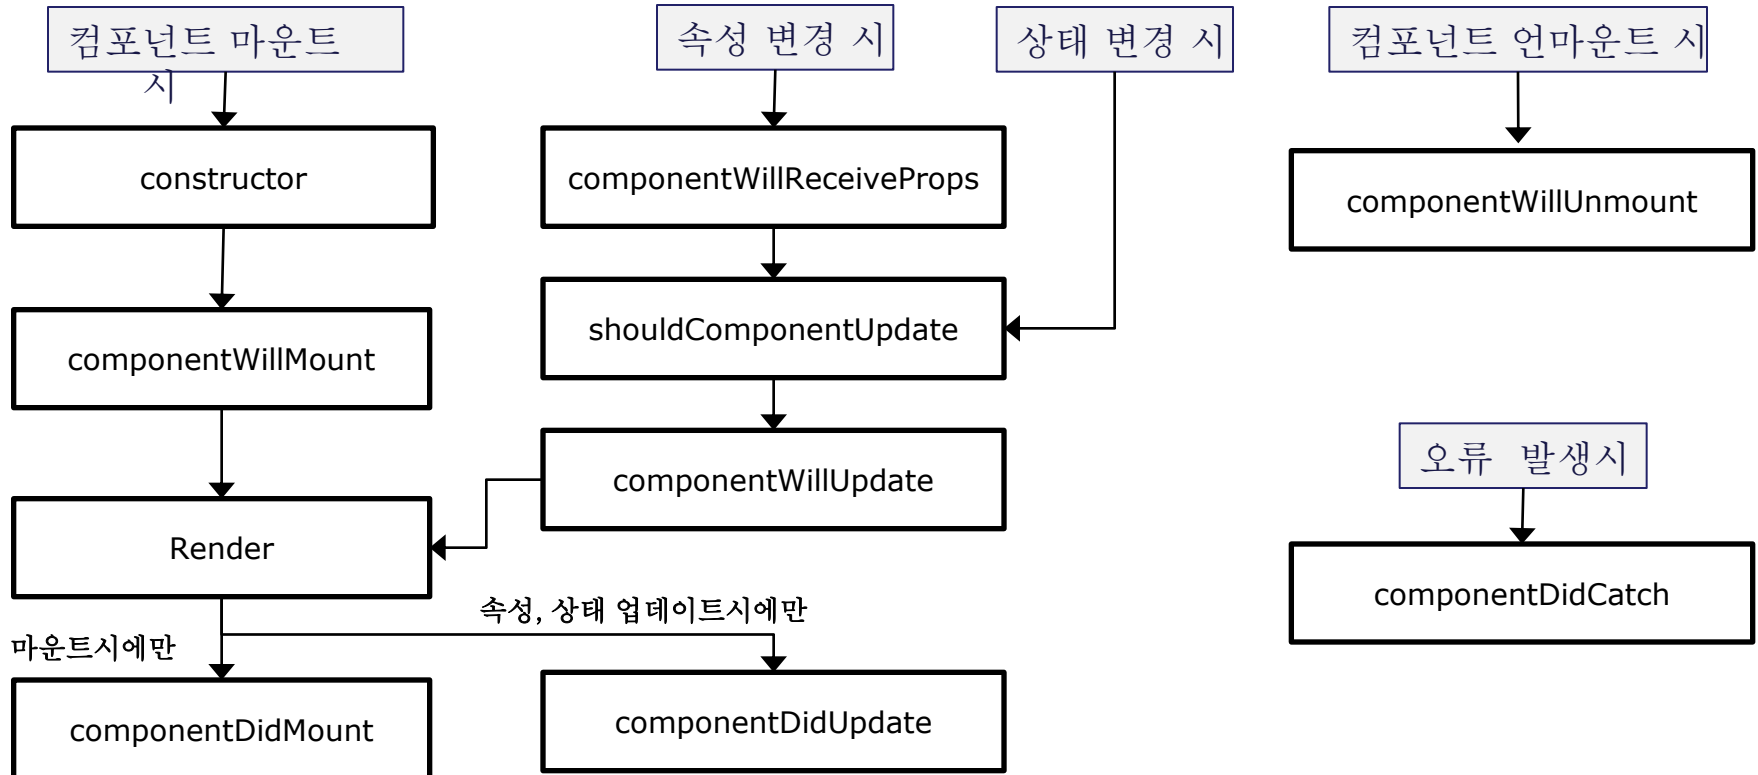 컴포넌트 마운트
시
속성 변경 시
상태 변경 시
컴포넌트 언마운트 시
constructor
componentWillReceiveProps
componentWillUnmount
shouldComponentUpdate
componentWillMount
오류 발생시
componentWillUpdate
Render
componentDidCatch
속성, 상태 업데이트시에만
마운트시에만
componentDidMount
componentDidUpdate